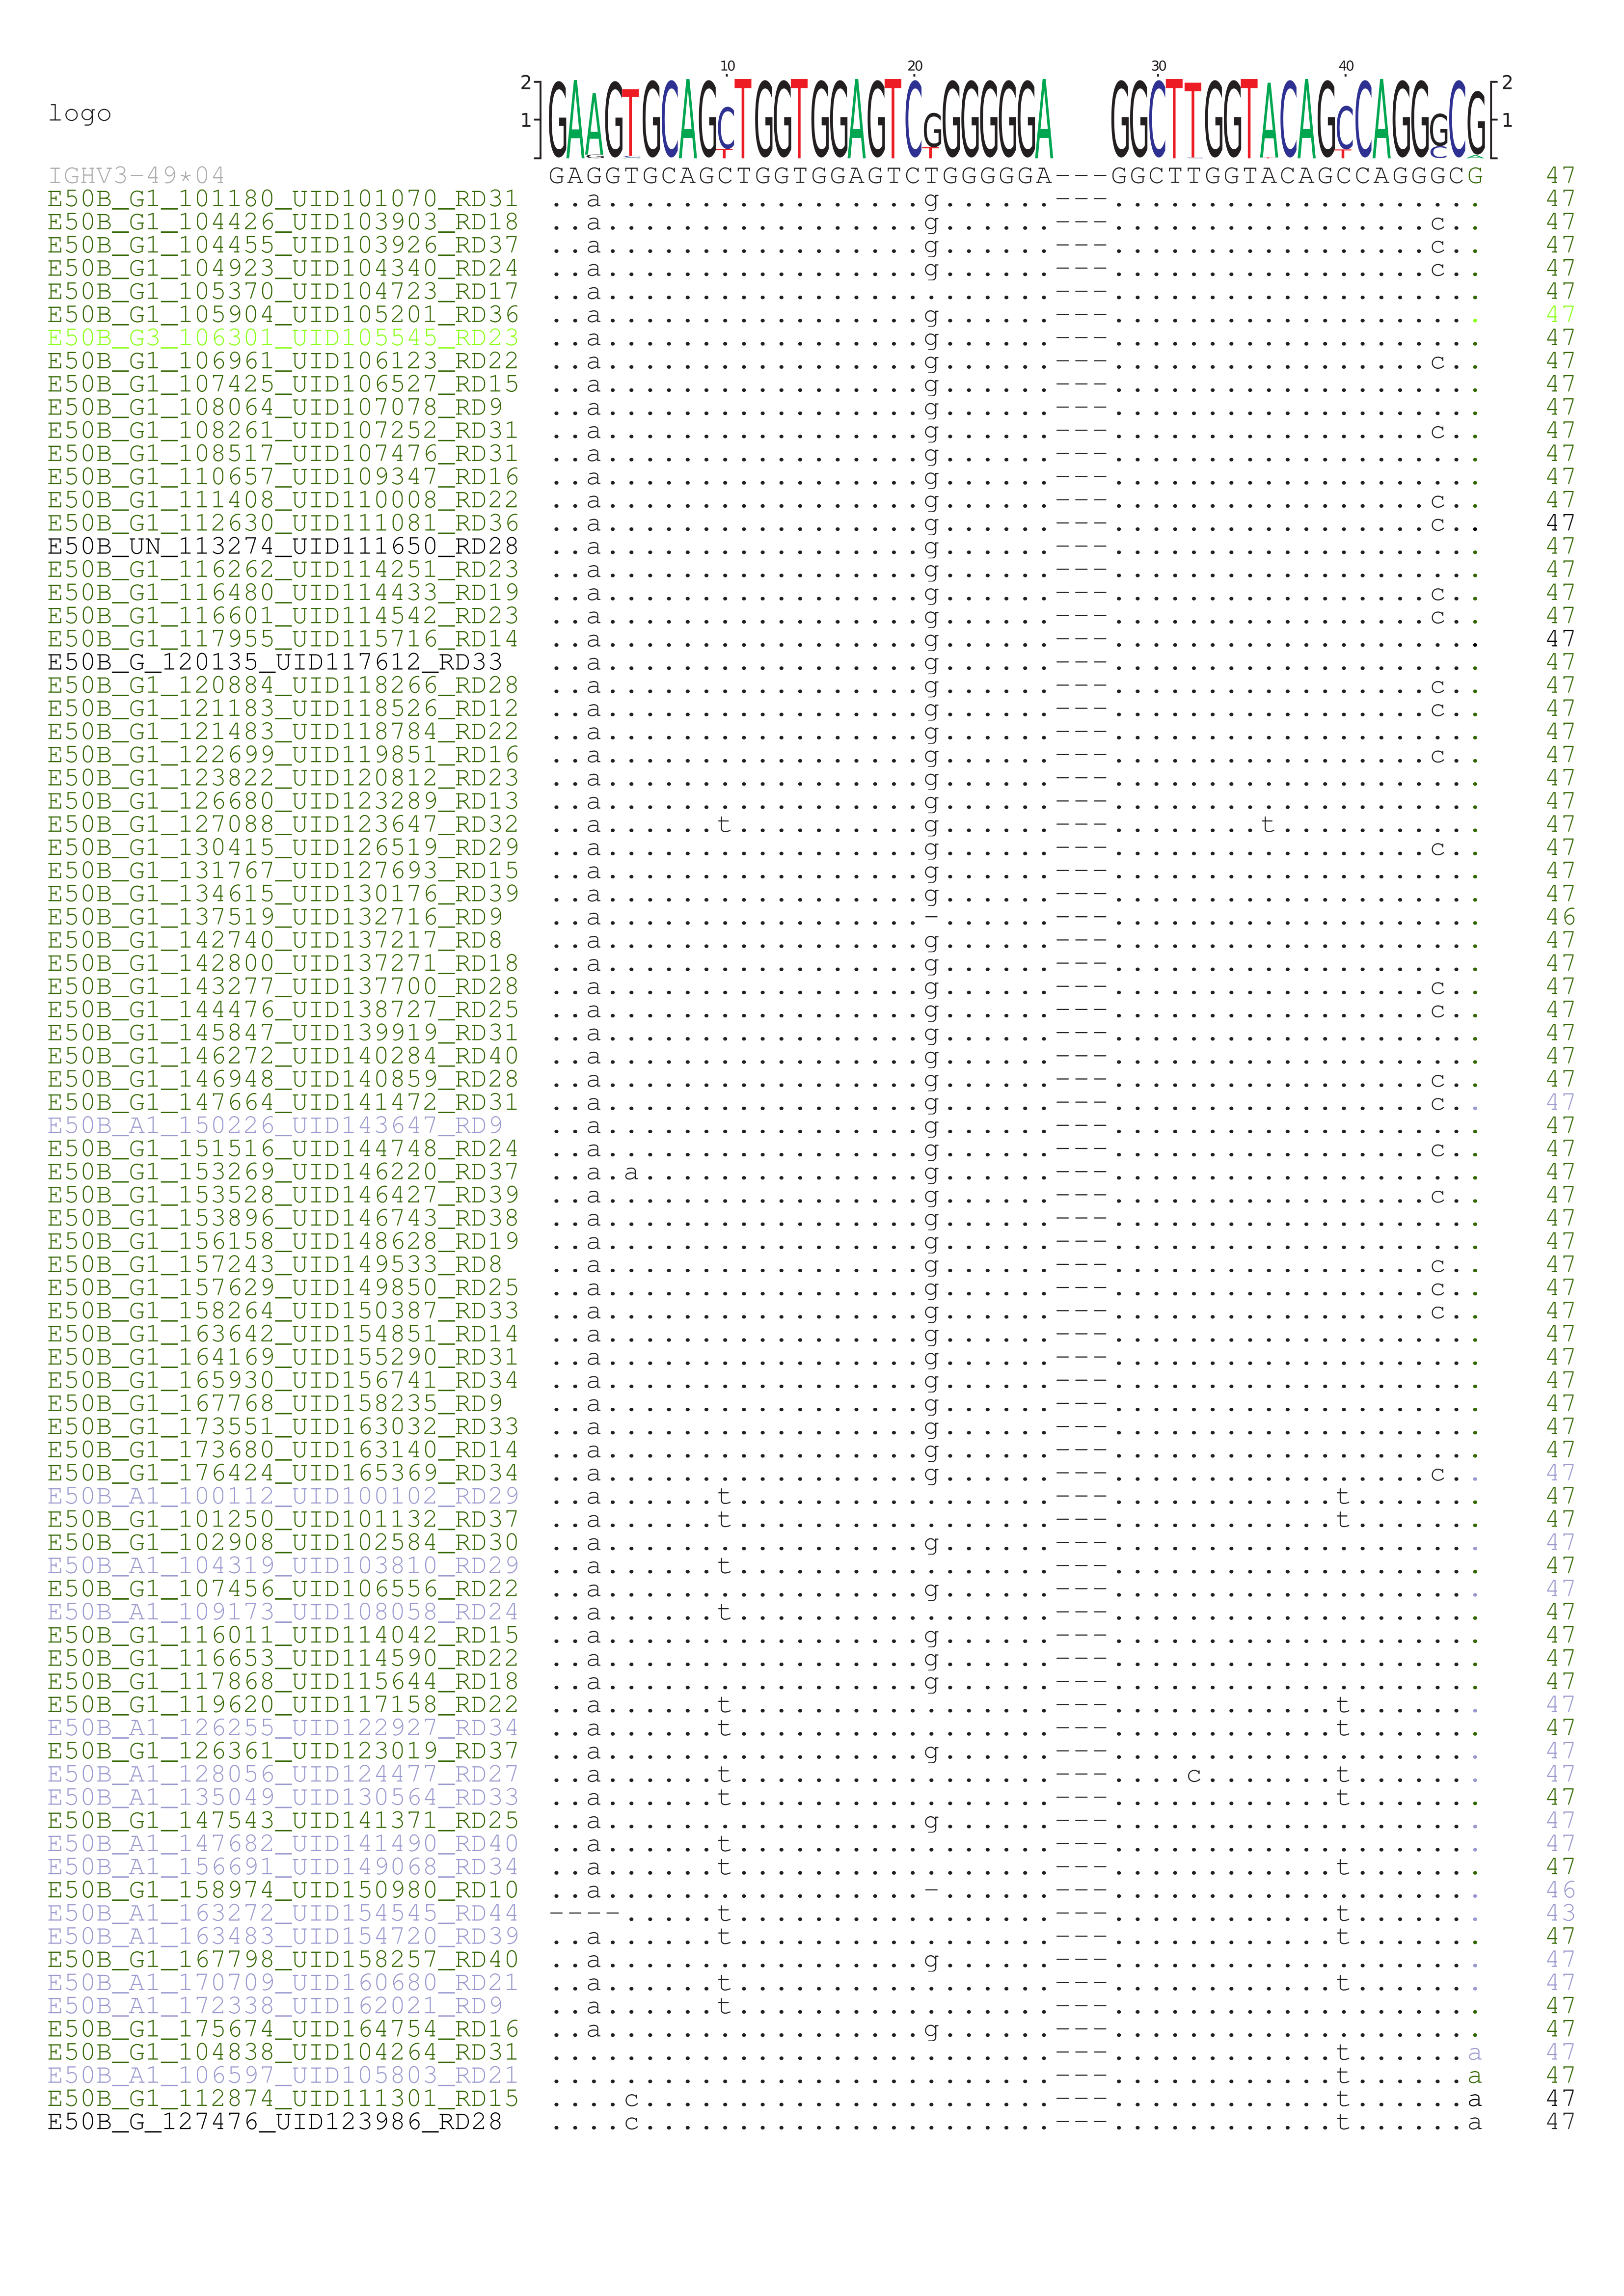 10 20 30 40
2 GAAGTGCAGCTGGTGGAGTCGGGGGGA GGCTTGGTACAGCCAGGGCG 2
logo 1 1
IGHV3-49*04 GAGGTGCAGCTGGTGGAGTCTGGGGGA---GGCTTGGTACAGCCAGGGCG 47
E50B_G1_101180_UID101070_RD31 ..a.................g......---.................... 47
E50B_G1_104426_UID103903_RD18 ..a.................g......---.................c.. 47
E50B_G1_104455_UID103926_RD37 ..a.................g......---.................c.. 47
E50B_G1_104923_UID104340_RD24 ..a.................g......---.................c.. 47
E50B_G1_105370_UID104723_RD17 ..a........................---.................... 47
E50B_G1_105904_UID105201_RD36 ..a.................g......---.................... 47
E50B_G3_106301_UID105545_RD23 ..a.................g......---.................... 47
E50B_G1_106961_UID106123_RD22 ..a.................g......---.................c.. 47
E50B_G1_107425_UID106527_RD15 ..a.................g......---.................... 47
E50B_G1_108064_UID107078_RD9 ..a.................g......---.................... 47
E50B_G1_108261_UID107252_RD31 ..a.................g......---.................c.. 47
E50B_G1_108517_UID107476_RD31 ..a.................g......---.................... 47
E50B_G1_110657_UID109347_RD16 ..a.................g......---.................... 47
E50B_G1_111408_UID110008_RD22 ..a.................g......---.................c.. 47
E50B_G1_112630_UID111081_RD36 ..a.................g......---.................c.. 47
E50B_UN_113274_UID111650_RD28 ..a.................g......---.................... 47
E50B_G1_116262_UID114251_RD23 ..a.................g......---.................... 47
E50B_G1_116480_UID114433_RD19 ..a.................g......---.................c.. 47
E50B_G1_116601_UID114542_RD23 ..a.................g......---.................c.. 47
E50B_G1_117955_UID115716_RD14 ..a.................g......---.................... 47
E50B_G_120135_UID117612_RD33 ..a.................g......---.................... 47
E50B_G1_120884_UID118266_RD28 ..a.................g......---.................c.. 47
E50B_G1_121183_UID118526_RD12 ..a.................g......---.................c.. 47
E50B_G1_121483_UID118784_RD22 ..a.................g......---.................... 47
E50B_G1_122699_UID119851_RD16 ..a.................g......---.................c.. 47
E50B_G1_123822_UID120812_RD23 ..a.................g......---.................... 47
E50B_G1_126680_UID123289_RD13 ..a.................g......---.................... 47
E50B_G1_127088_UID123647_RD32 ..a......t..........g......---........t........... 47
E50B_G1_130415_UID126519_RD29 ..a.................g......---.................c.. 47
E50B_G1_131767_UID127693_RD15 ..a.................g......---.................... 47
E50B_G1_134615_UID130176_RD39 ..a.................g......---.................... 47
E50B_G1_137519_UID132716_RD9 ..a.................-......---.................... 46
E50B_G1_142740_UID137217_RD8 ..a.................g......---.................... 47
E50B_G1_142800_UID137271_RD18 ..a.................g......---.................... 47
E50B_G1_143277_UID137700_RD28 ..a.................g......---.................c.. 47
E50B_G1_144476_UID138727_RD25 ..a.................g......---.................c.. 47
E50B_G1_145847_UID139919_RD31 ..a.................g......---.................... 47
E50B_G1_146272_UID140284_RD40 ..a.................g......---.................... 47
E50B_G1_146948_UID140859_RD28 ..a.................g......---.................c.. 47
E50B_G1_147664_UID141472_RD31 ..a.................g......---.................c.. 47
E50B_A1_150226_UID143647_RD9 ..a.................g......---.................... 47
E50B_G1_151516_UID144748_RD24 ..a.................g......---.................c.. 47
E50B_G1_153269_UID146220_RD37 ..a.a...............g......---.................... 47
E50B_G1_153528_UID146427_RD39 ..a.................g......---.................c.. 47
E50B_G1_153896_UID146743_RD38 ..a.................g......---.................... 47
E50B_G1_156158_UID148628_RD19 ..a.................g......---.................... 47
E50B_G1_157243_UID149533_RD8 ..a.................g......---.................c.. 47
E50B_G1_157629_UID149850_RD25 ..a.................g......---.................c.. 47
E50B_G1_158264_UID150387_RD33 ..a.................g......---.................c.. 47
E50B_G1_163642_UID154851_RD14 ..a.................g......---.................... 47
E50B_G1_164169_UID155290_RD31 ..a.................g......---.................... 47
E50B_G1_165930_UID156741_RD34 ..a.................g......---.................... 47
E50B_G1_167768_UID158235_RD9 ..a.................g......---.................... 47
E50B_G1_173551_UID163032_RD33 ..a.................g......---.................... 47
E50B_G1_173680_UID163140_RD14 ..a.................g......---.................... 47
E50B_G1_176424_UID165369_RD34 ..a.................g......---.................c.. 47
E50B_A1_100112_UID100102_RD29 ..a......t.................---............t....... 47
E50B_G1_101250_UID101132_RD37 ..a......t.................---............t....... 47
E50B_G1_102908_UID102584_RD30 ..a.................g......---.................... 47
E50B_A1_104319_UID103810_RD29 ..a......t.................---.................... 47
E50B_G1_107456_UID106556_RD22 ..a.................g......---.................... 47
E50B_A1_109173_UID108058_RD24 ..a......t.................---.................... 47
E50B_G1_116011_UID114042_RD15 ..a.................g......---.................... 47
E50B_G1_116653_UID114590_RD22 ..a.................g......---.................... 47
E50B_G1_117868_UID115644_RD18 ..a.................g......---.................... 47
E50B_G1_119620_UID117158_RD22 ..a......t.................---............t....... 47
E50B_A1_126255_UID122927_RD34 ..a......t.................---............t....... 47
E50B_G1_126361_UID123019_RD37 ..a.................g......---.................... 47
E50B_A1_128056_UID124477_RD27 ..a......t.................---....c.......t....... 47
E50B_A1_135049_UID130564_RD33 ..a......t.................---............t....... 47
E50B_G1_147543_UID141371_RD25 ..a.................g......---.................... 47
E50B_A1_147682_UID141490_RD40 ..a......t.................---.................... 47
E50B_A1_156691_UID149068_RD34 ..a......t.................---............t....... 47
E50B_G1_158974_UID150980_RD10 ..a.................-......---.................... 46
E50B_A1_163272_UID154545_RD44 ----.....t.................---............t....... 43
E50B_A1_163483_UID154720_RD39 ..a......t.................---............t....... 47
E50B_G1_167798_UID158257_RD40 ..a.................g......---.................... 47
E50B_A1_170709_UID160680_RD21 ..a......t.................---............t....... 47
E50B_A1_172338_UID162021_RD9 ..a......t.................---.................... 47
E50B_G1_175674_UID164754_RD16 ..a.................g......---.................... 47
E50B_G1_104838_UID104264_RD31 ...........................---............t......a 47
E50B_A1_106597_UID105803_RD21 ...........................---............t......a 47
E50B_G1_112874_UID111301_RD15 ....c......................---............t......a 47
E50B_G_127476_UID123986_RD28 ....c......................---............t......a 47